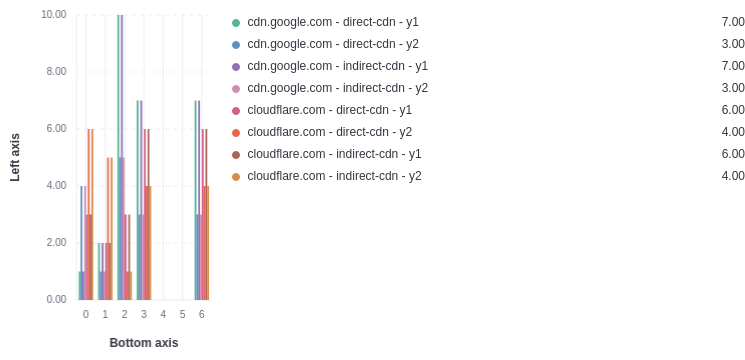 10.00
8.00
6.00
4.00
2.00
0.00
Left axis
0 1 2 3 4 5 6
Bottom axis
cdn.google.com - direct-cdn - y1 7.00
cdn.google.com - direct-cdn - y2 3.00
cdn.google.com - indirect-cdn - y1 7.00
cdn.google.com - indirect-cdn - y2 3.00
cloudflare.com - direct-cdn - y1 6.00
cloudflare.com - direct-cdn - y2 4.00
cloudflare.com - indirect-cdn - y1 6.00
cloudflare.com - indirect-cdn - y2 4.00